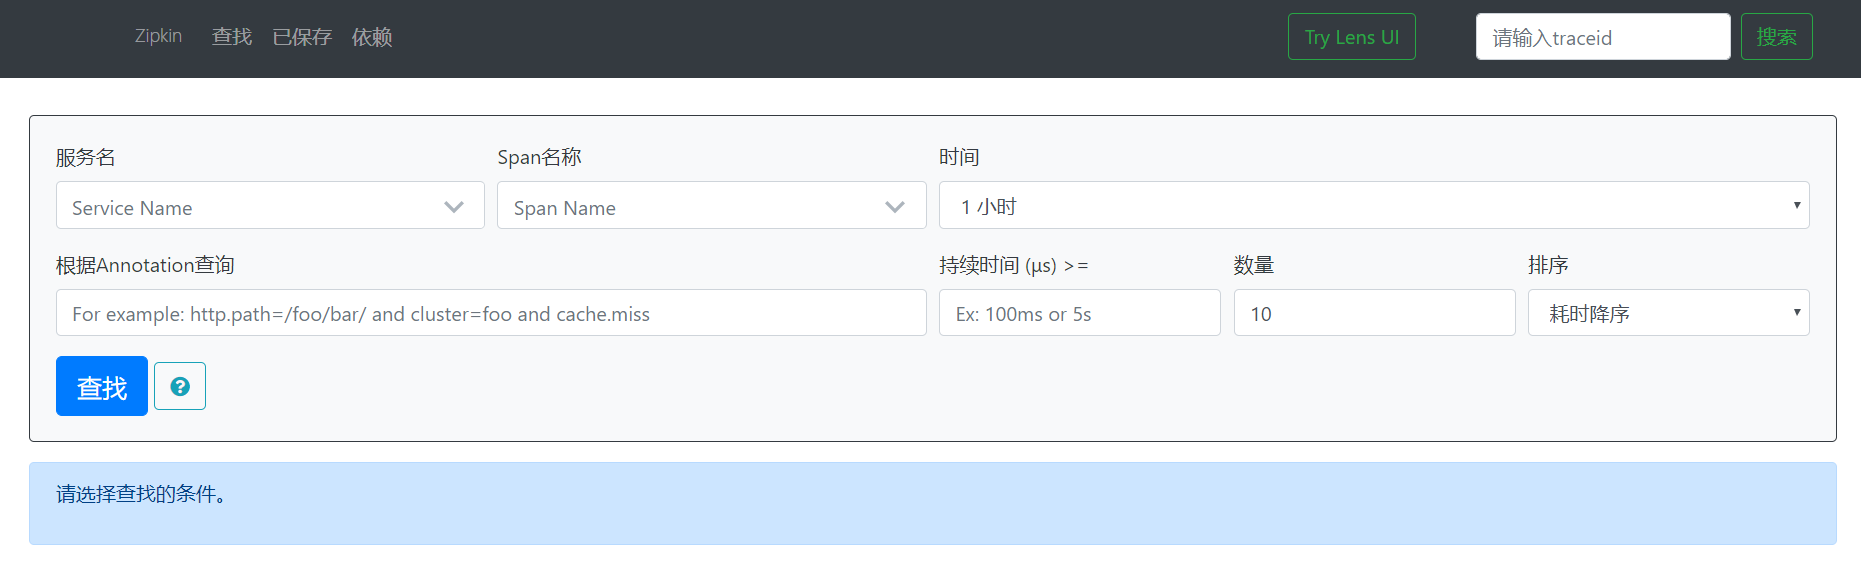 Zipkin 查找 已保存 依赖 Try Lens UI 请输入traceid 搜索
服务名 Span名称 时间
Service Name Span Name 1 小时
根据Annotation查询 持续时间 (μs) >= 数量 排序
For example: http.path=/foo/bar/ and cluster=foo and cache.miss Ex: 100ms or 5s 10 耗时降序
查找 ?
请选择查找的条件。